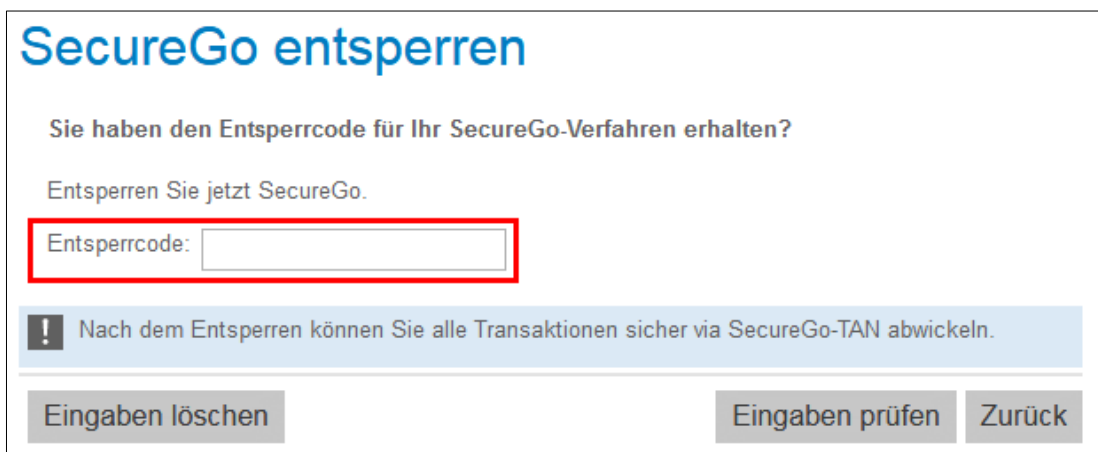 SecureGo entsperren
Sie haben den Entsperrcode für Ihr SecureGo-Verfahren erhalten?
Entsperren Sie jetzt SecureGo.
Entsperrcode:
! Nach dem Entsperren können Sie alle Transaktionen sicher via SecureGo-TAN abwickeln.
Eingaben löschen Eingaben prüfen Zurück